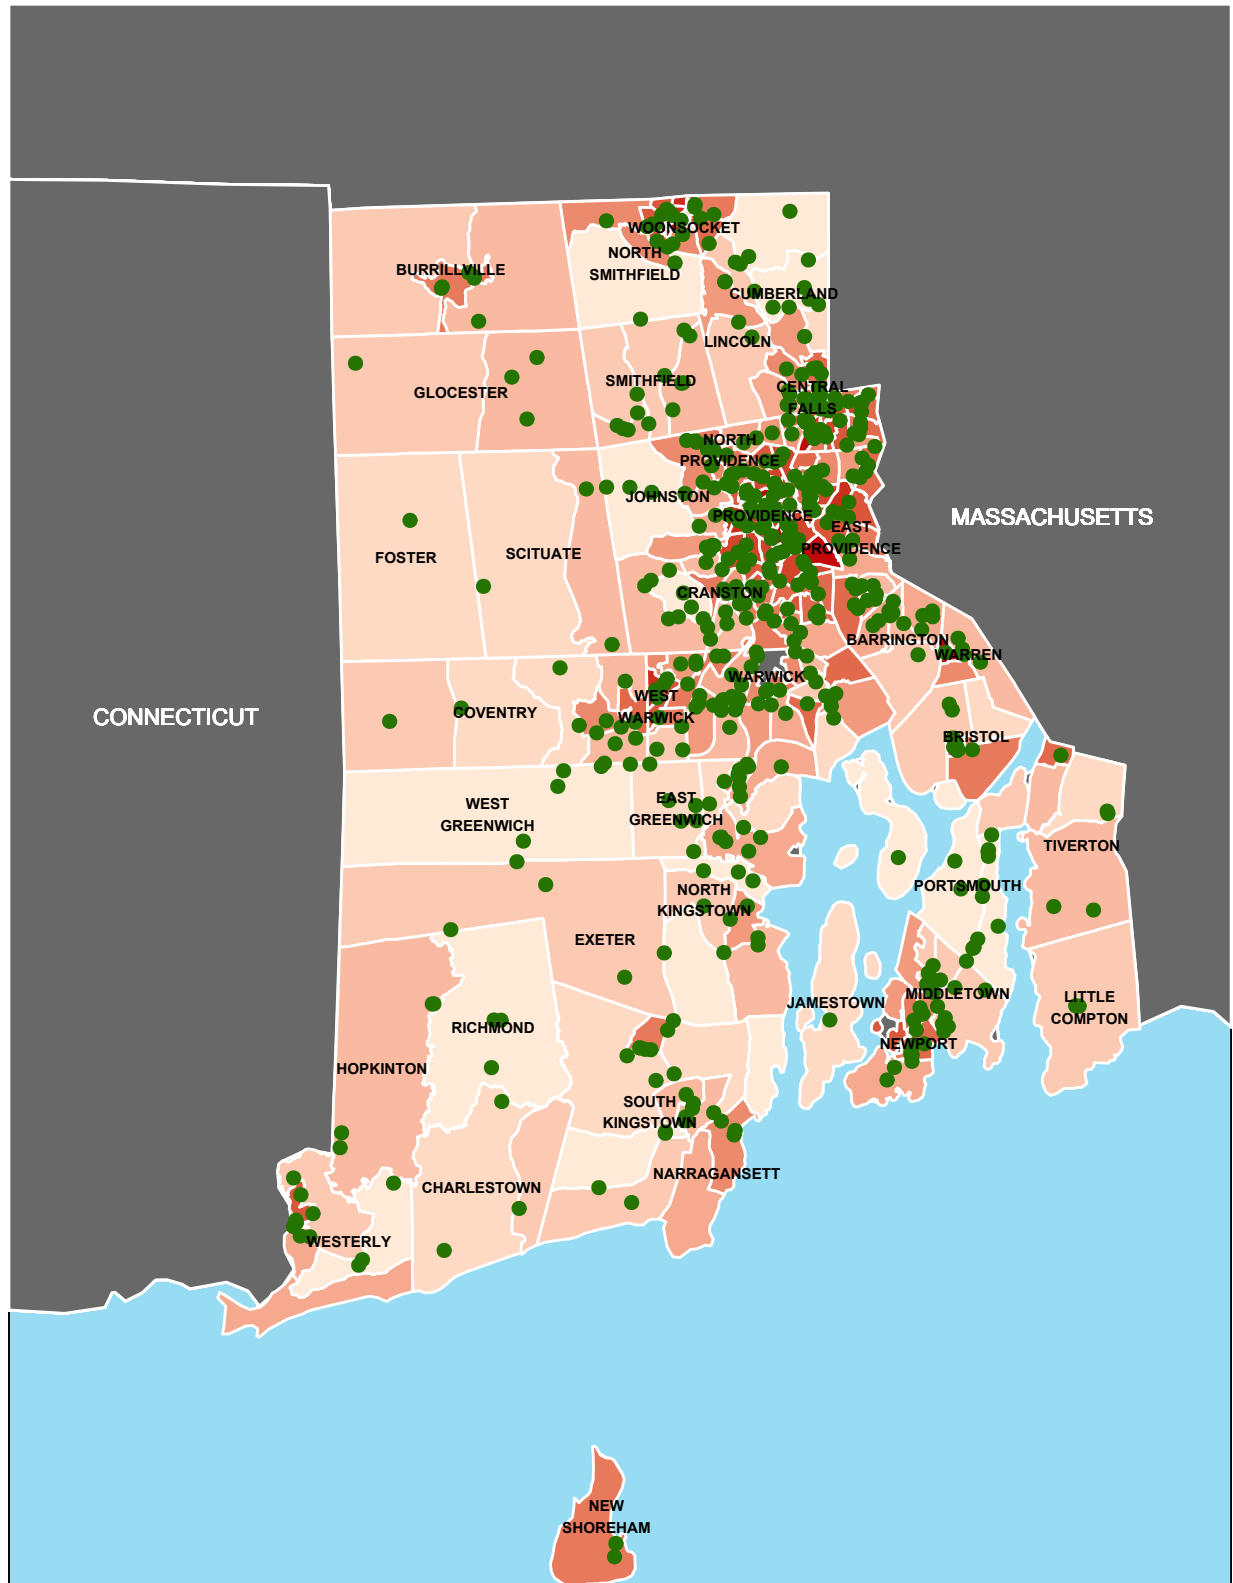 WOONSOCKET
NORTH
SMITHFIELD
BURRILLVILLE
CUMBERLAND
LINCOLN
SMITHFIELD
GLOCESTER
CENTRAL
FALLS
NORTH
PROVIDENCE
JOHNSTON
PROVIDENCE
MASSACHUSETTS
EAST
PROVIDENCE
FOSTER
SCITUATE
CRANSTON
BARRINGTON
WARREN
WARWICK
WEST
WARWICK
COVENTRY
CONNECTICUT
BRISTOL
WEST
GREENWICH
EAST
GREENWICH
TIVERTON
PORTSMOUTH
NORTH
KINGSTOWN
EXETER
MIDDLETOWN
JAMESTOWN
LITTLE
COMPTON
RICHMOND
NEWPORT
HOPKINTON
SOUTH
KINGSTOWN
NARRAGANSETT
CHARLESTOWN
WESTERLY
NEW
SHOREHAM